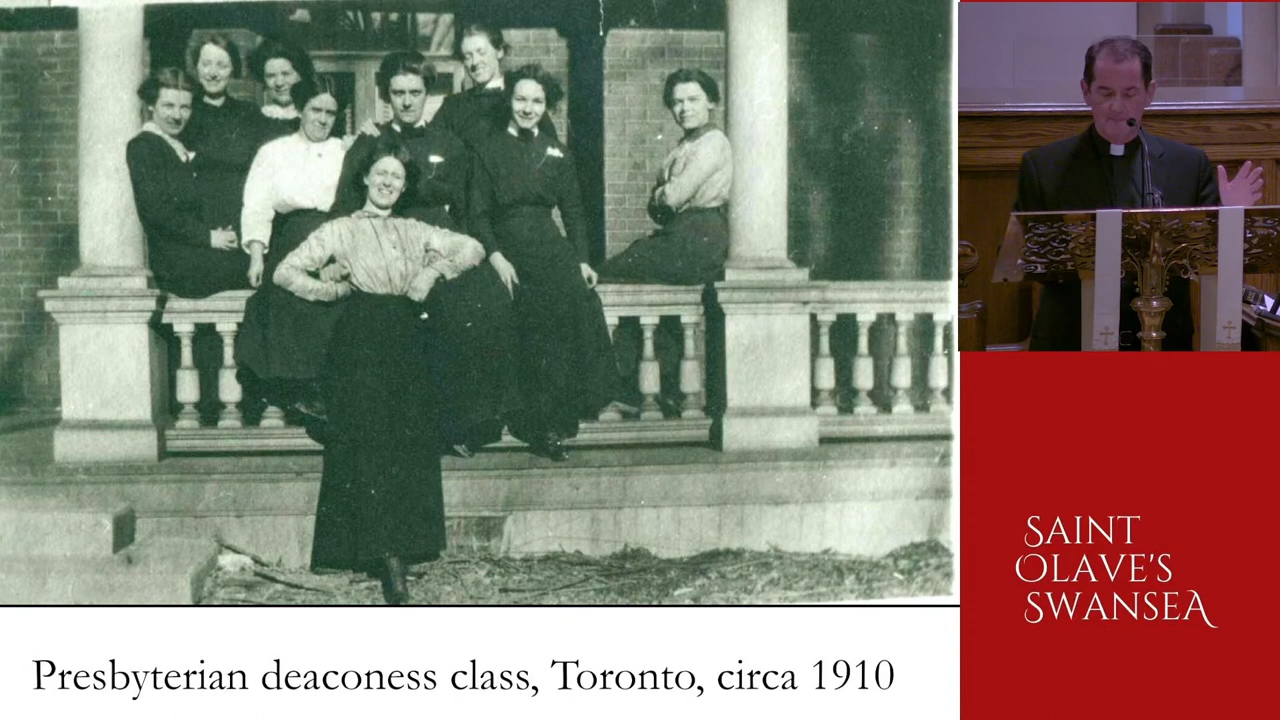 Presbyterian deaconess class, Toronto, circa 1910
SAINT
OLAVE'S
SWANSEA